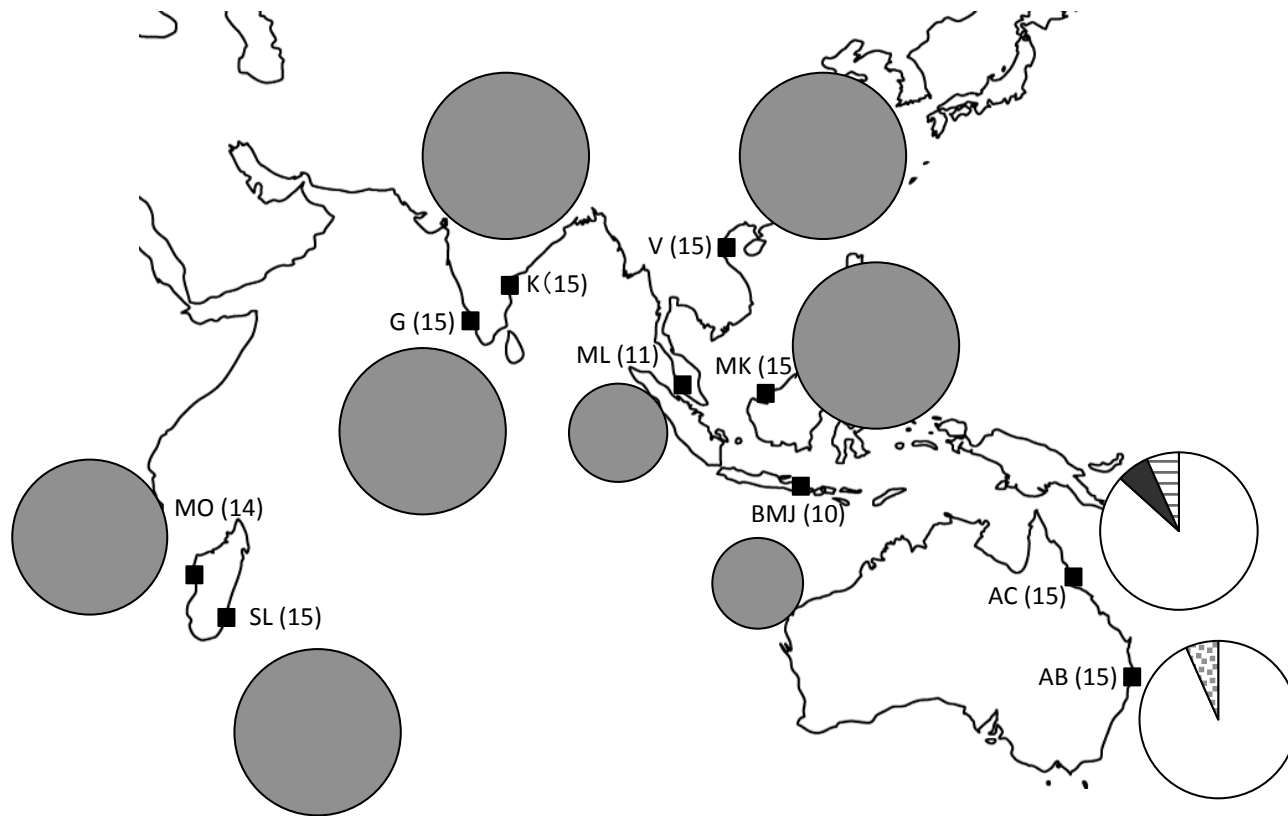 V (15)
K（15)
G (15)
ML (11)
MK (15
MO (14)
BMJ (10)
AC (15)
SL (15)
AB (15)